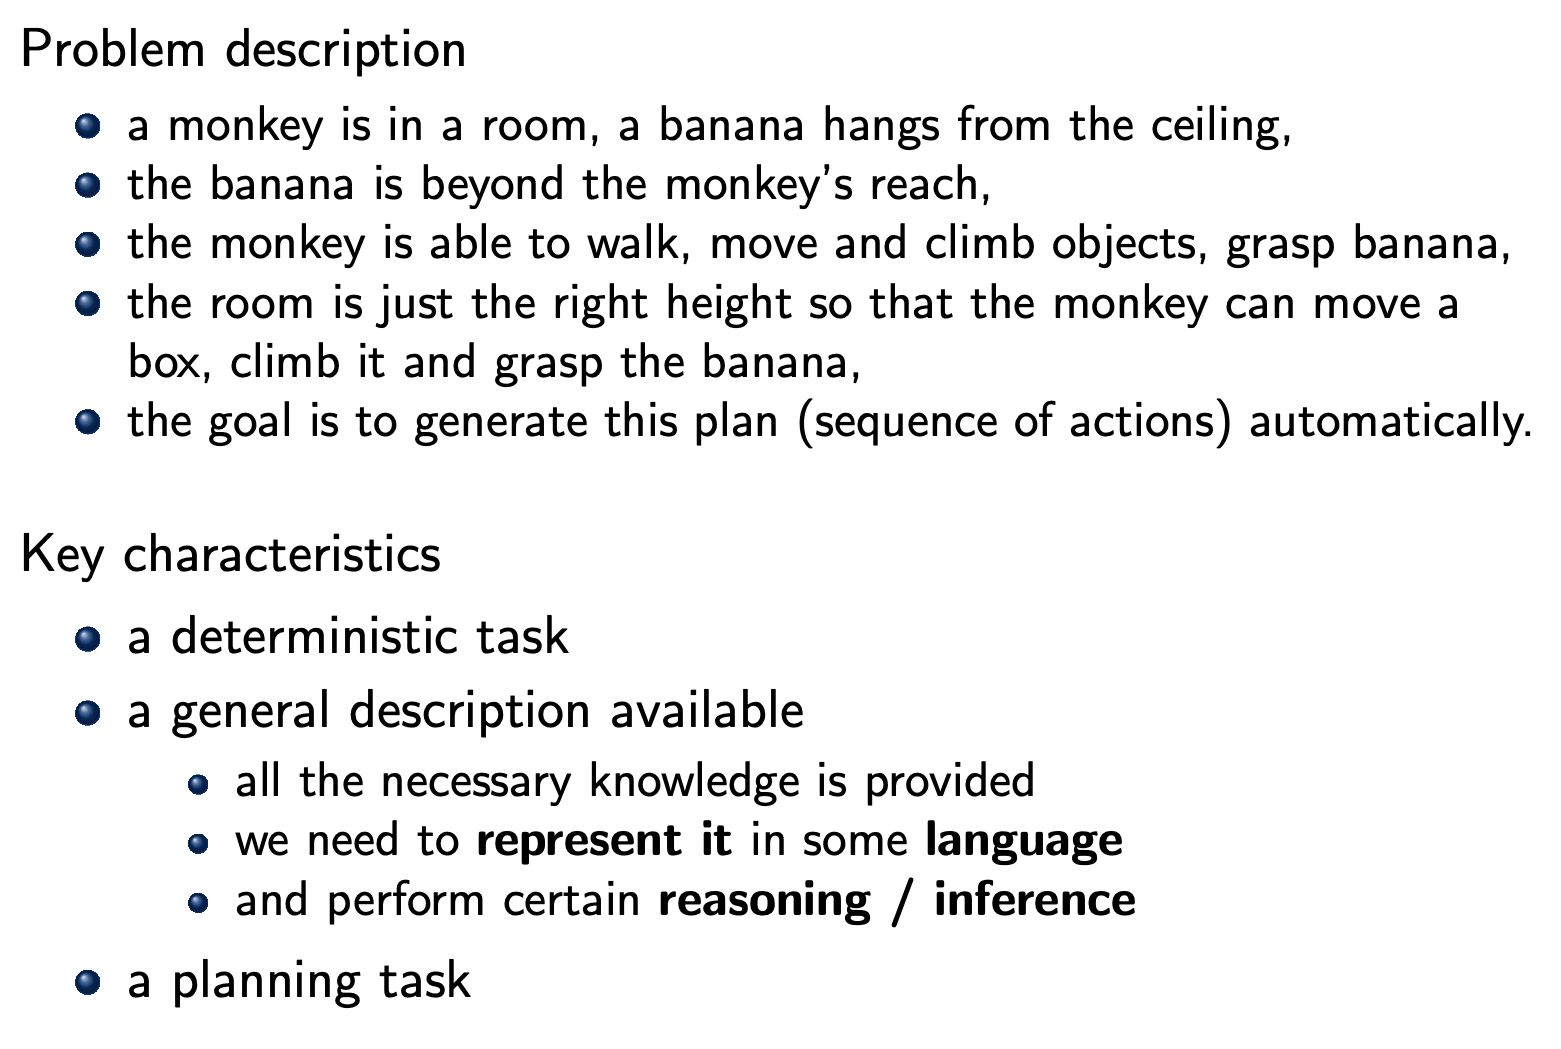 Problem description
a monkey is in a room, a banana hangs from the ceiling,
the banana is beyond the monkey's reach,
the monkey is able to walk, move and climb objects, grasp banana,
the room is just the right height so that the monkey can move a
box, climb it and grasp the banana,
the goal is to generate this plan (sequence of actions) automatically.
Key characteristics
a deterministic task
a general description available
all the necessary knowledge is provided
we need to represent it in some language
and perform certain reasoning / inference
a planning task